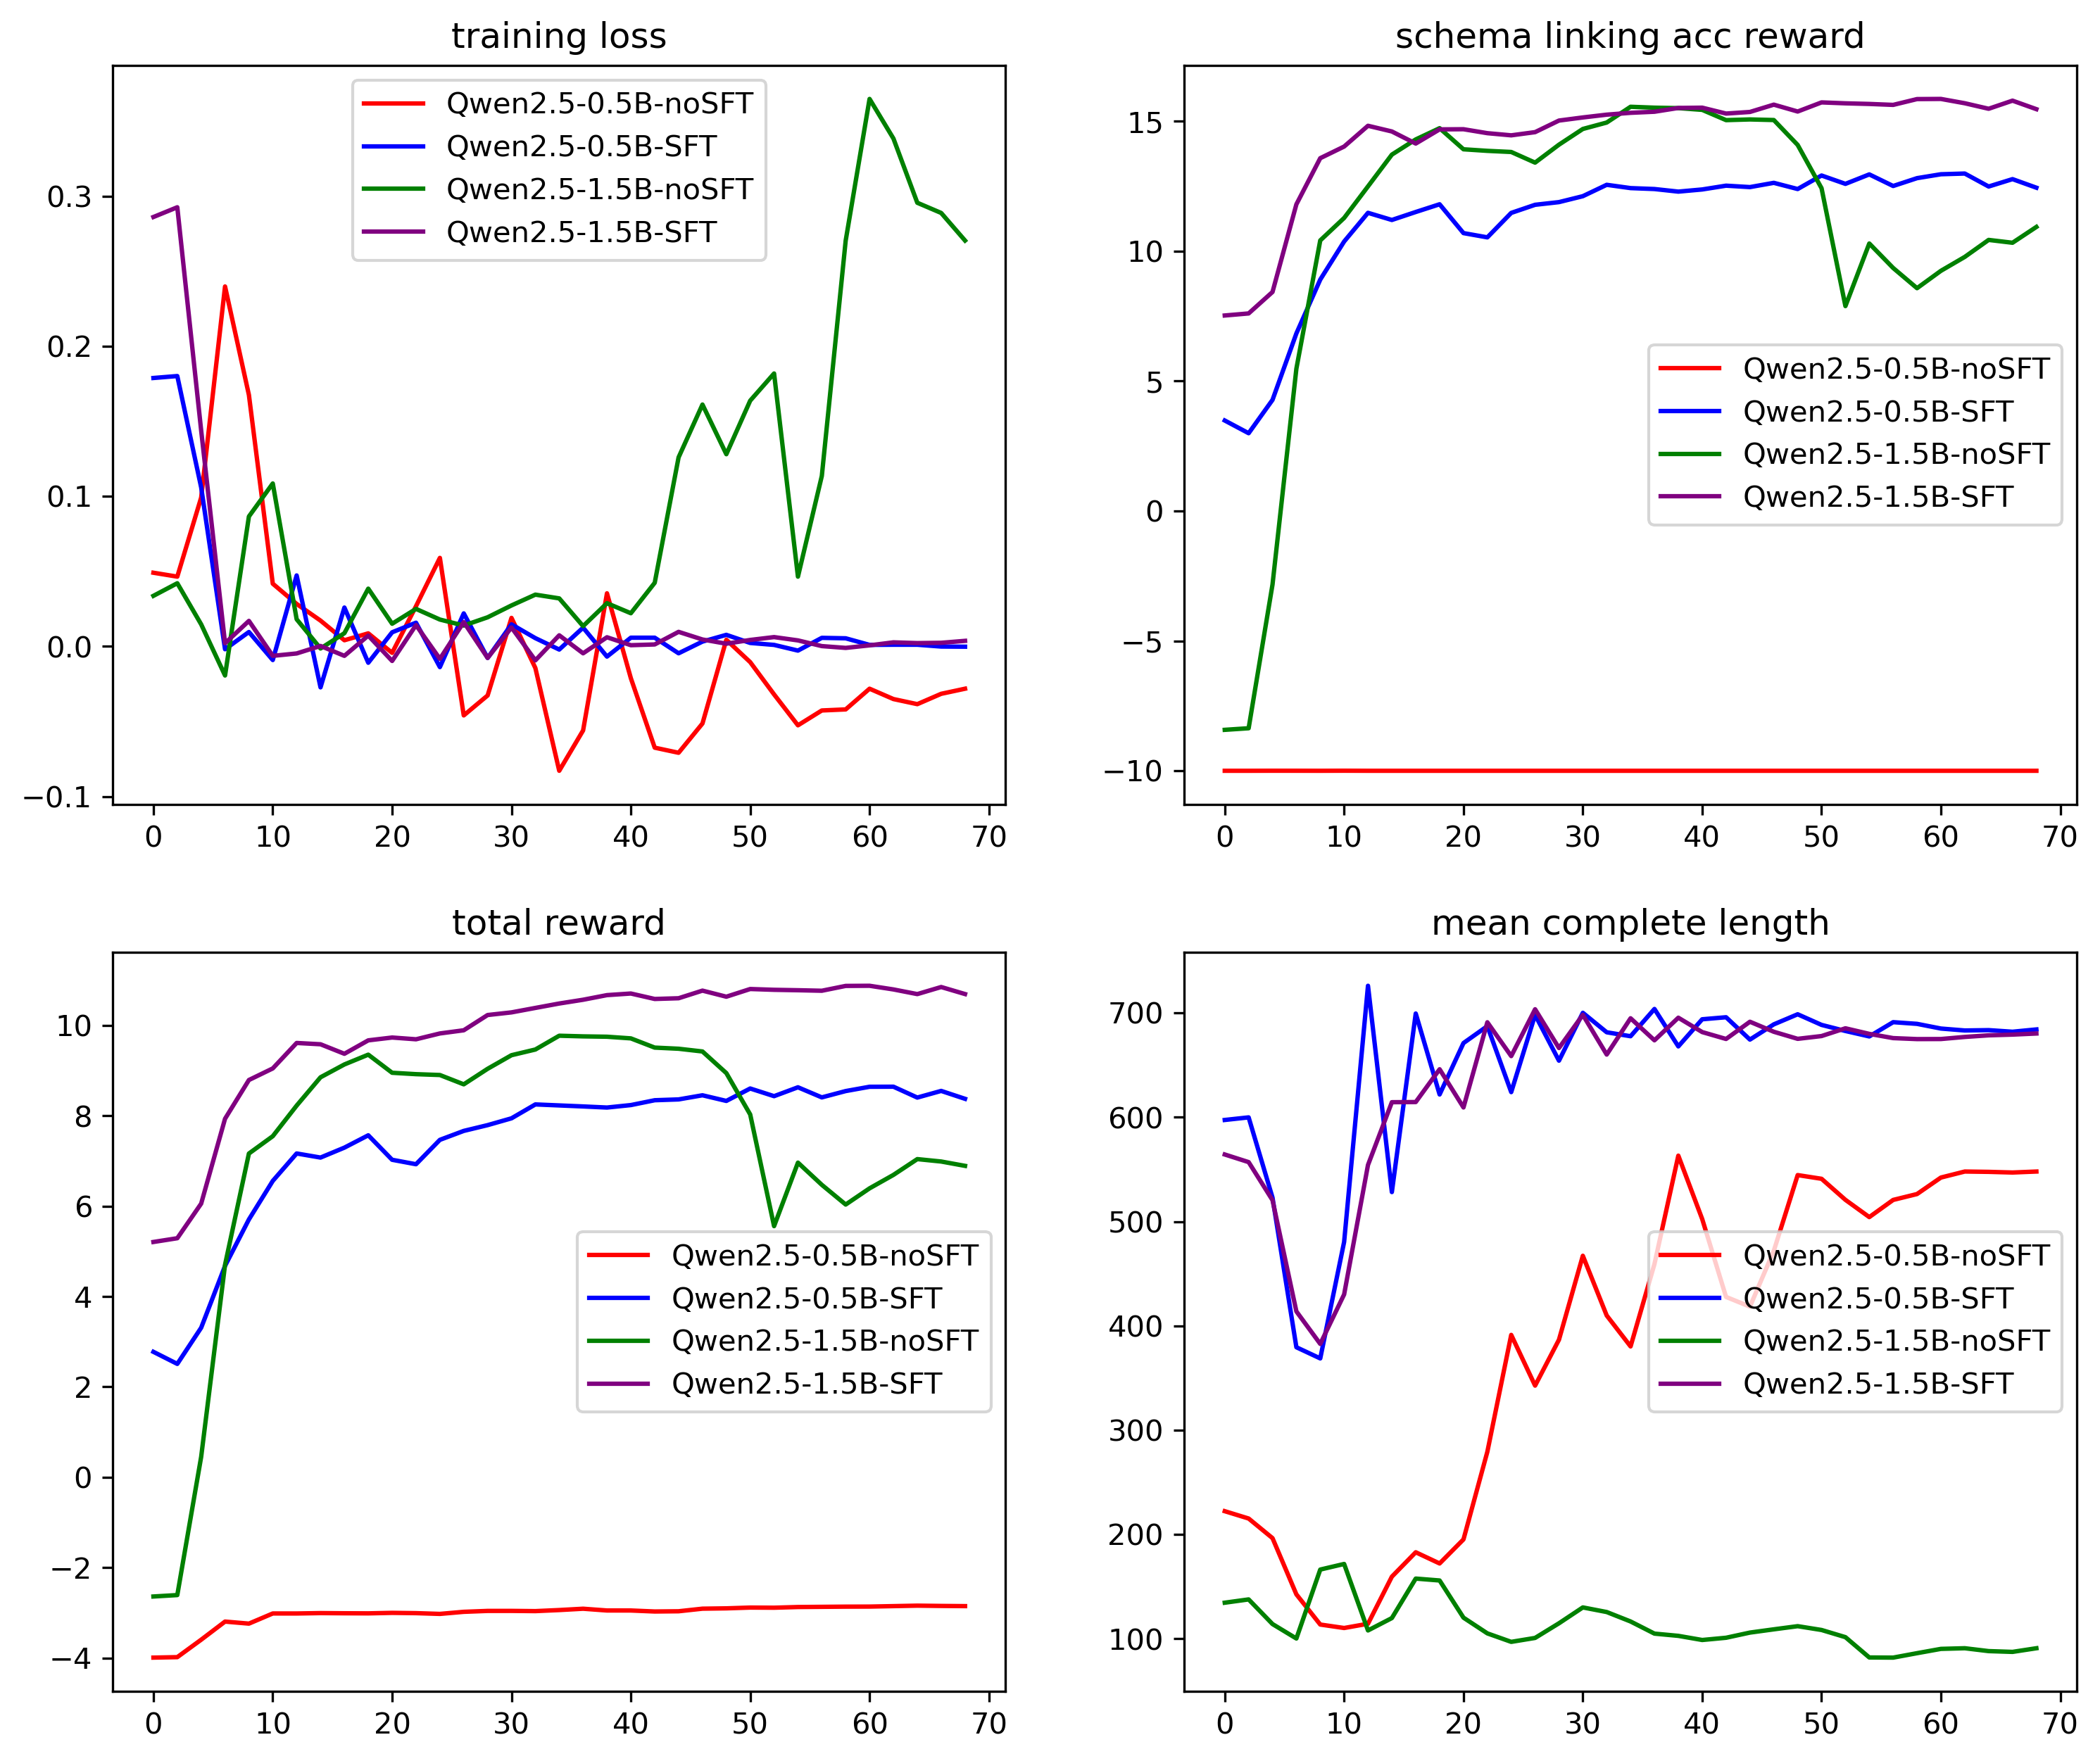 training loss
Qwen2.5-0.5B-noSFT
Qwen2.5-0.5B-SFT
Qwen2.5-1.5B-noSFT
Qwen2.5-1.5B-SFT
0.3
0.2
0.1
0.0
−0.1
0 10 20 30 40 50 60 70
schema linking acc reward
15
10
5
0
−5
−10
Qwen2.5-0.5B-noSFT
Qwen2.5-0.5B-SFT
Qwen2.5-1.5B-noSFT
Qwen2.5-1.5B-SFT
0 10 20 30 40 50 60 70
total reward
10
8
6
4
2
0
−2
−4
Qwen2.5-0.5B-noSFT
Qwen2.5-0.5B-SFT
Qwen2.5-1.5B-noSFT
Qwen2.5-1.5B-SFT
0 10 20 30 40 50 60 70
mean complete length
700
600
500
400
300
200
100
Qwen2.5-0.5B-noSFT
Qwen2.5-0.5B-SFT
Qwen2.5-1.5B-noSFT
Qwen2.5-1.5B-SFT
0 10 20 30 40 50 60 70